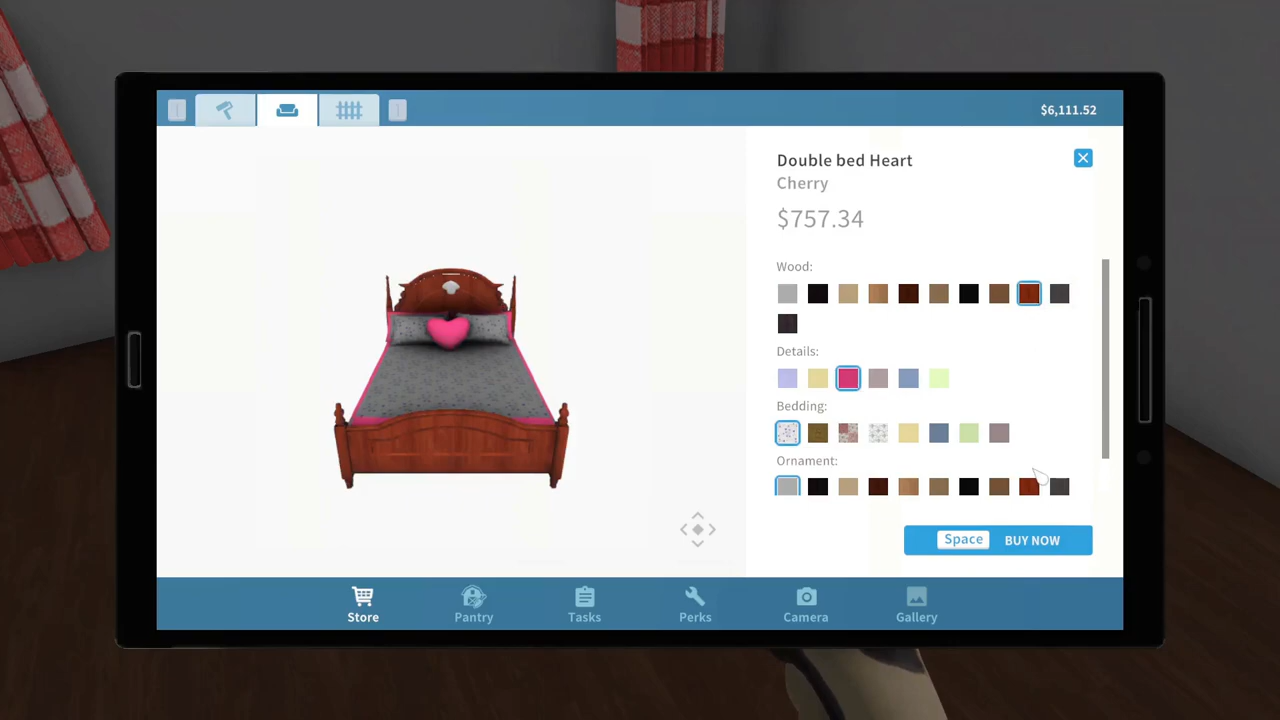 $6,111.52
Double bed Heart
Cherry
$757.34
Wood:
Details:
Bedding:
Ornament:
Space BUY NOW
Store Pantry Tasks Perks Camera Gallery